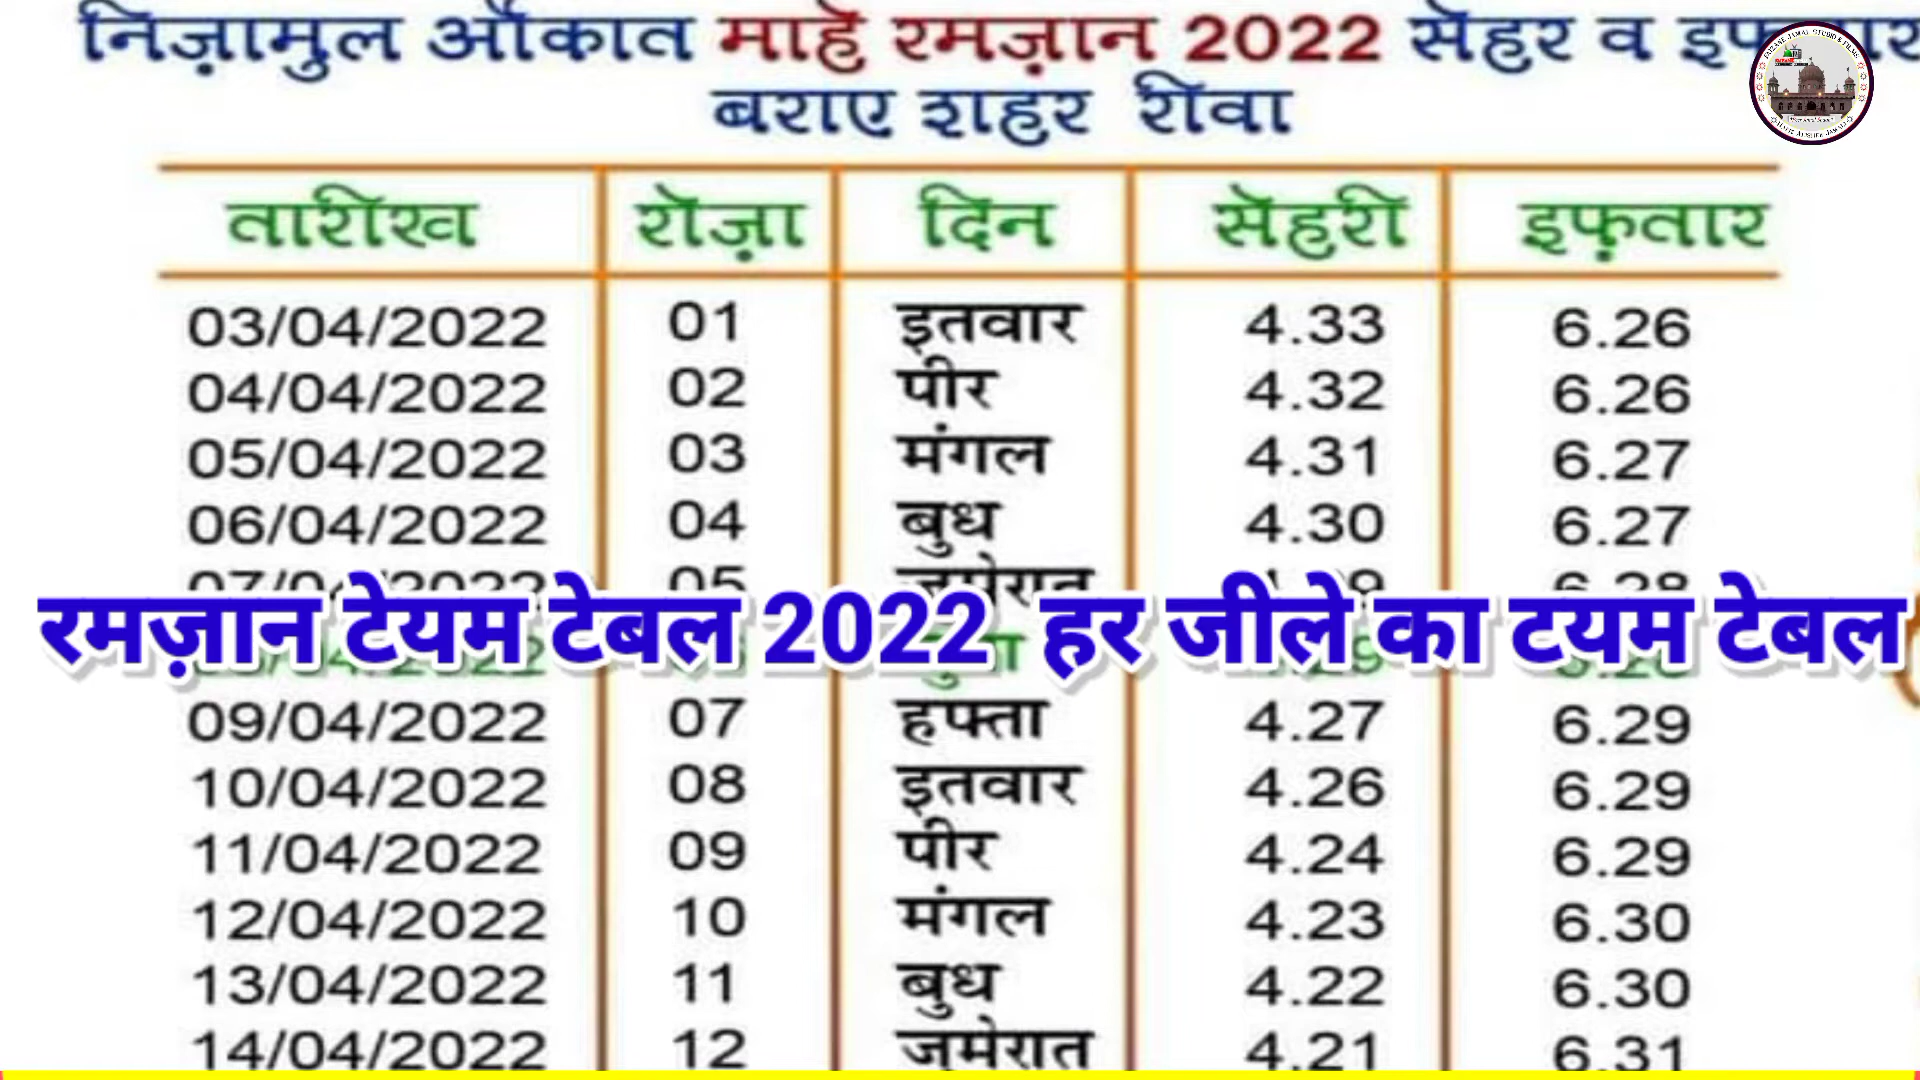 निज़ामुल औकात माहे रमज़ान 2022 सेहर व
बराए शहर रीवा
तारीख रोज़ा दिन सेहरी इफ़तार
03/04/2022 01 इतवार 4.33 6.26
04/04/2022 02 पीर 4.32 6.26
05/04/2022 03 मंगल 4.31 6.27
06/04/2022 04 बुध 4.30 6.27
05 जुमेरात 6.28
रमज़ान टेयम टेबल 2022 हर जीले का टयम टेबल
09/04/2022 07 हफ्ता 4.27 6.29
10/04/2022 08 इतवार 4.26 6.29
11/04/2022 09 पीर 4.24 6.29
12/04/2022 10 मंगल 4.23 6.30
13/04/2022 11 बुध 4.22 6.30
14/04/2022 12 जुमेरात 4.21 6.31